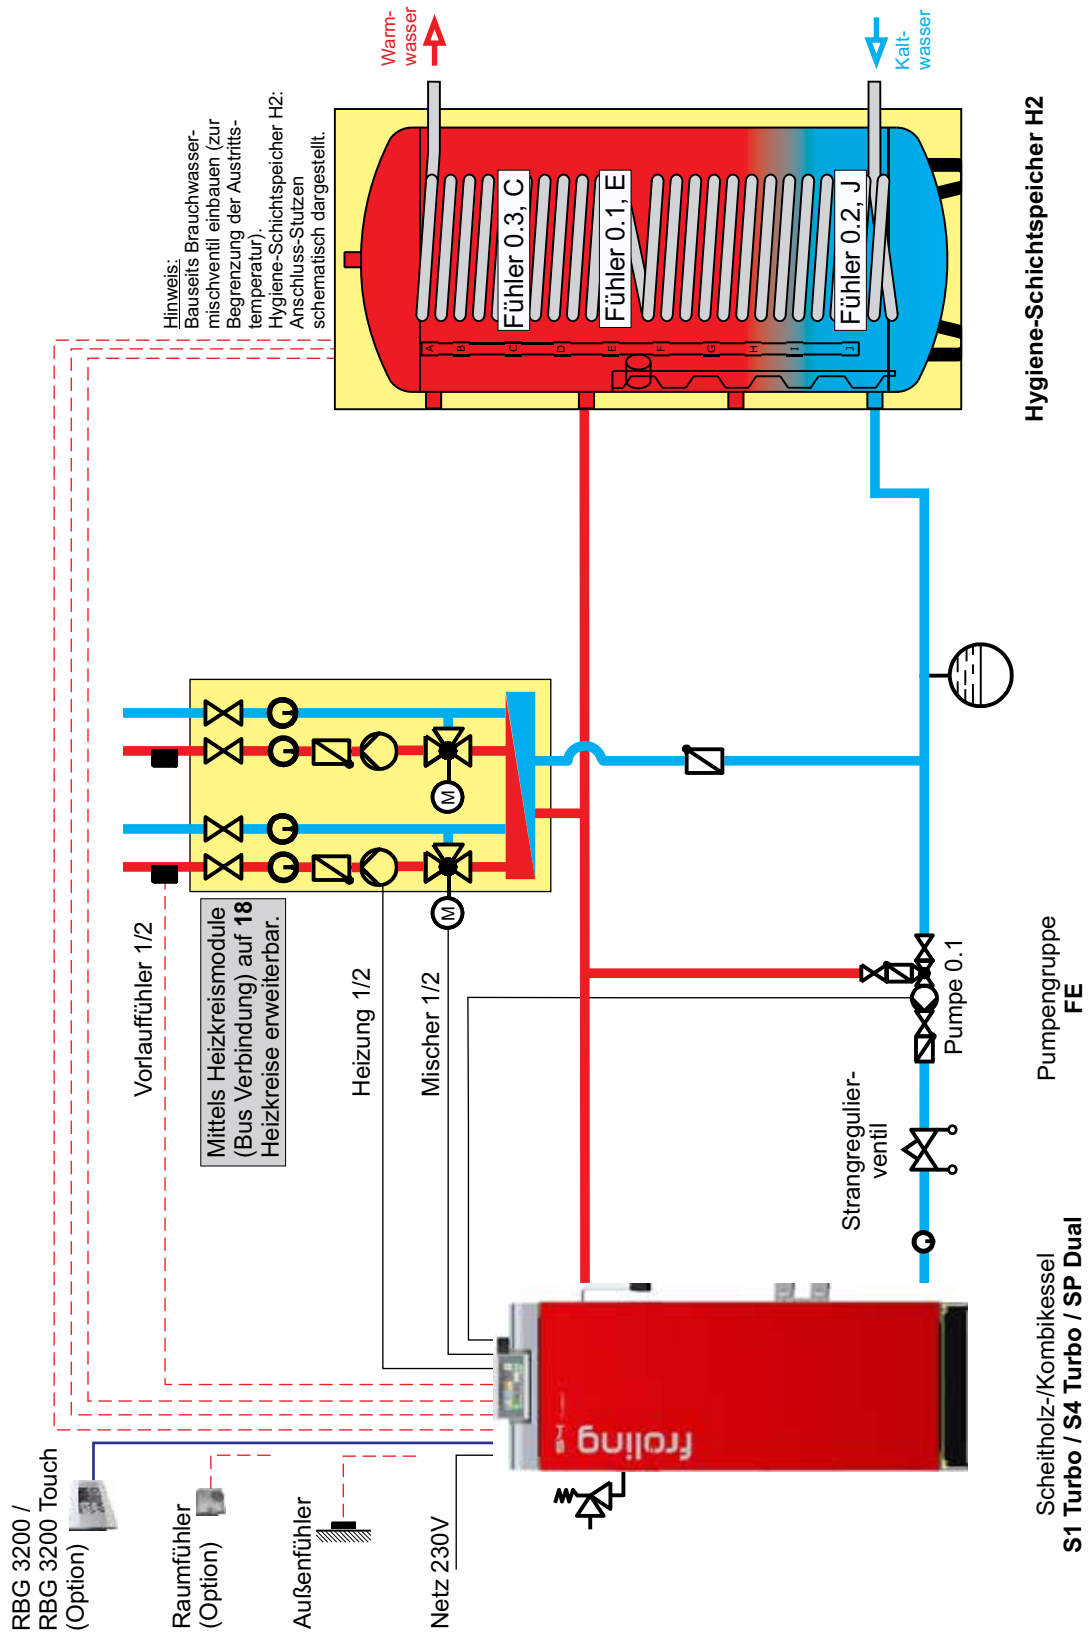 RBG 3200 /
RBG 3200 Touch
(Option)
Raumfühler
(Option)
Außenfühler
Netz 230V
froling
Scheitholz-/Kombikessel
S1 Turbo / S4 Turbo / SP Dual
Vorlauffühler 1/2
Mittels Heizkreismodule
(Bus Verbindung) auf 18
Heizkreise erweiterbar.
Heizung 1/2
Mischer 1/2
M
M
Strangregulier-
ventil
Pumpe 0.1
Pumpengruppe
FE
Hinweis:
Bauseits Brauchwasser-
mischventil einbauen (zur
Begrenzung der Austritts-
temperatur).
Hygiene-Schichtspeicher H2:
Anschluss-Stutzen
schematisch dargestellt.
Warm-
wasser
Kalt-
wasser
Fühler 0.3, C
Fühler 0.1, E
Fühler 0.2, J
A
B
C
D
E
F
G
H
I
J
Hygiene-Schichtspeicher H2